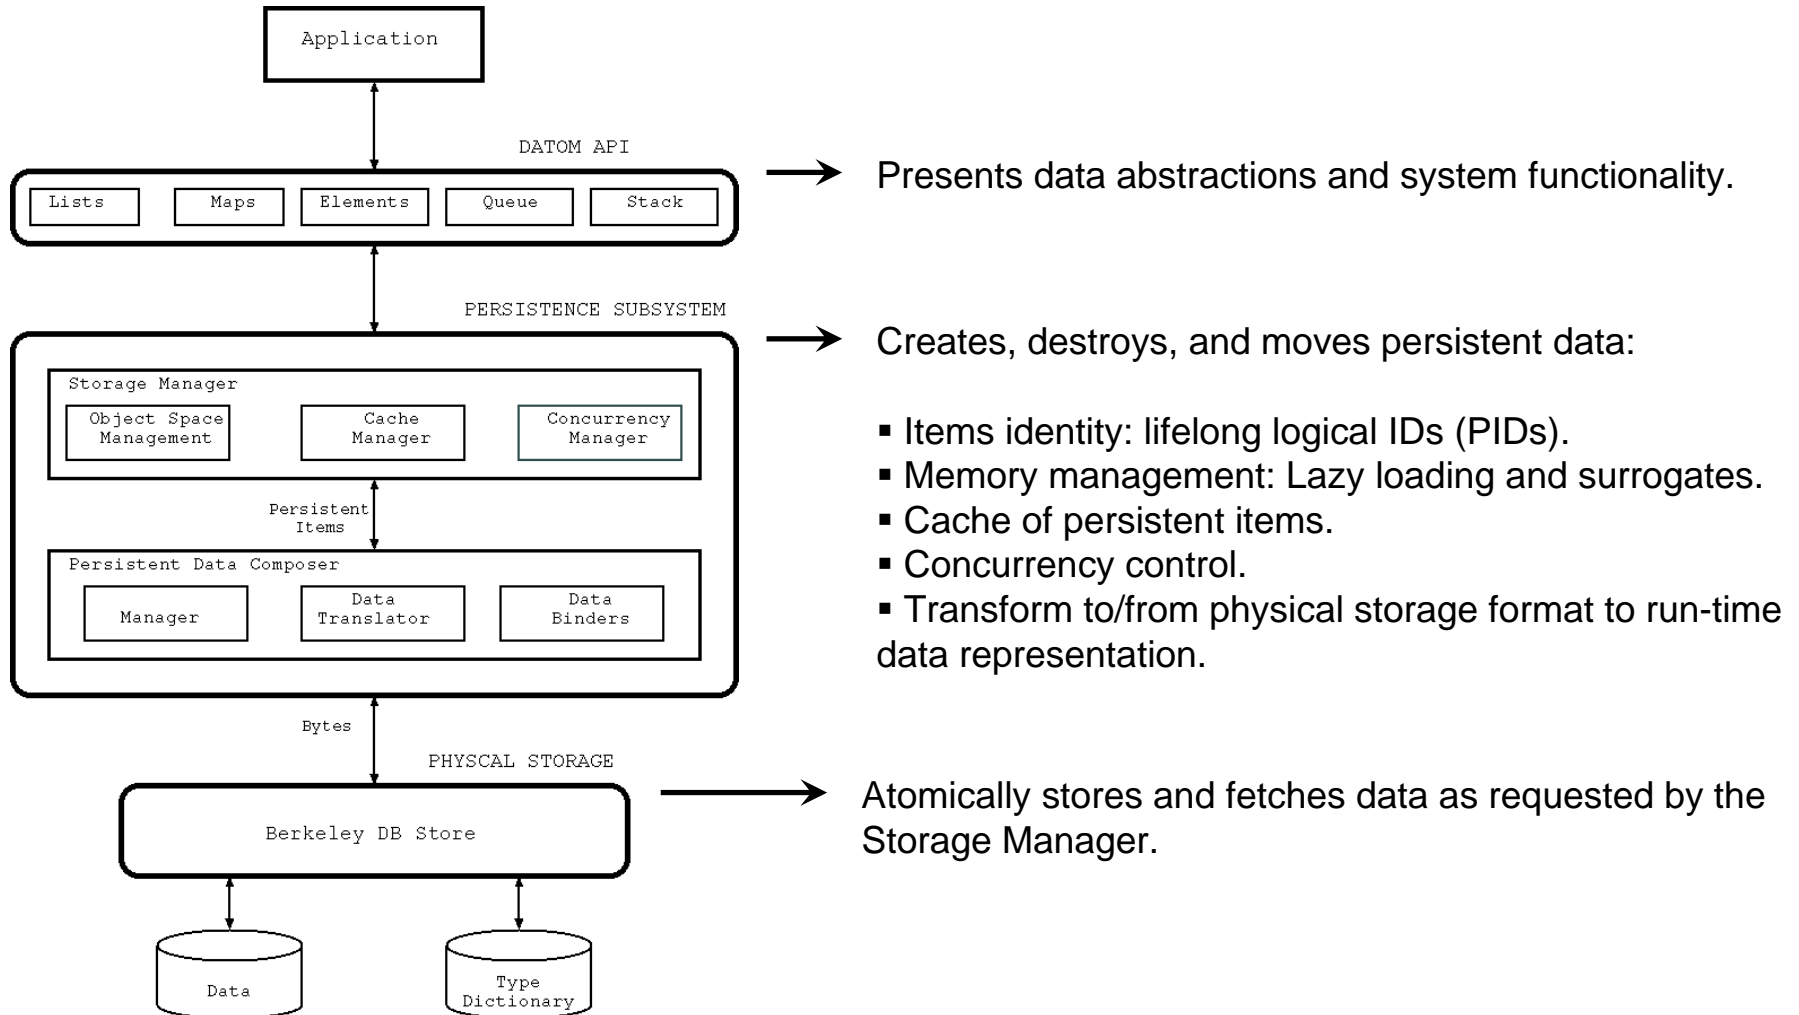 Application
DATOM API
Presents data abstractions and system functionality.
Lists
Maps
Elements
Queue
Stack
PERSISTENCE SUBSYSTEM
Creates, destroys, and moves persistent data:
Storage Manager
Object Space
Management
Cache
Manager
Concurrency
Manager
▪ Items identity: lifelong logical IDs (PIDs).
▪ Memory management: Lazy loading and surrogates.
▪ Cache of persistent items.
▪ Concurrency control.
▪ Transform to/from physical storage format to run-time
data representation.
Persistent
Items
Persistent Data Composer
Manager
Data
Translator
Data
Binders
Bytes
PHYSCAL STORAGE
Atomically stores and fetches data as requested by the
Storage Manager.
Berkeley DB Store
Data
Type
Dictionary